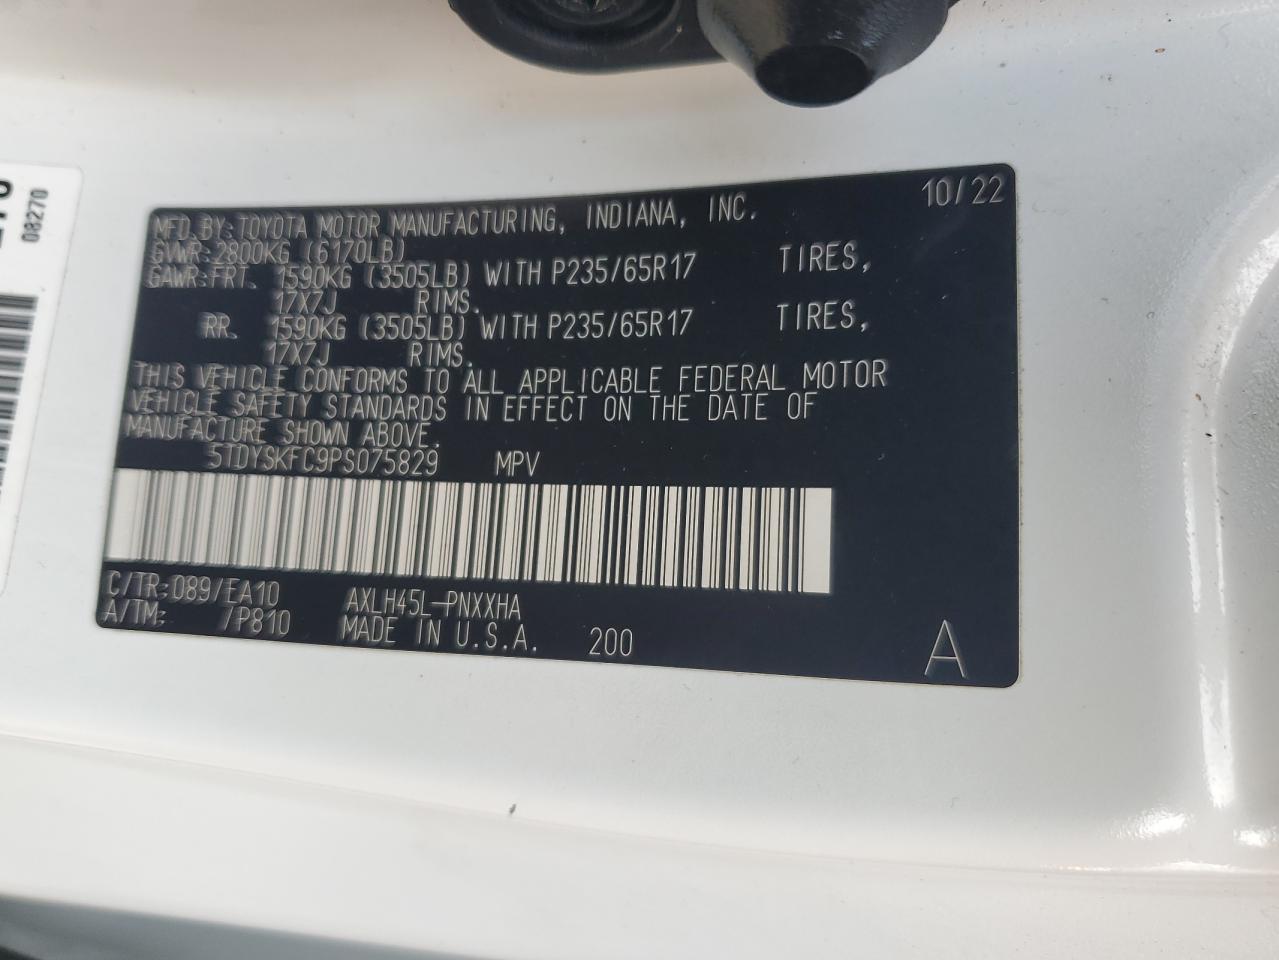 10/22
MFD.BY:TOYOTA MOTOR MANUFACTURING, INDIANA, INC.
GVWR:2800KG (6170LB)
GAWR:FRT. 1590KG (3505LB) WITH P235/65R17 TIRES,
17X7J RIMS.
RR. 1590KG (3505LB) WITH P235/65R17 TIRES,
17X7J RIMS.
THIS VEHICLE CONFORMS TO ALL APPLICABLE FEDERAL MOTOR
VEHICLE SAFETY STANDARDS IN EFFECT ON THE DATE OF
MANUFACTURE SHOWN ABOVE.
5TDYSKFC9PS075829 MPV
C/TR:089/EA10 AXLH45L-PNXXHA
A/TM: /P810 MADE IN U.S.A. 200 A
08270